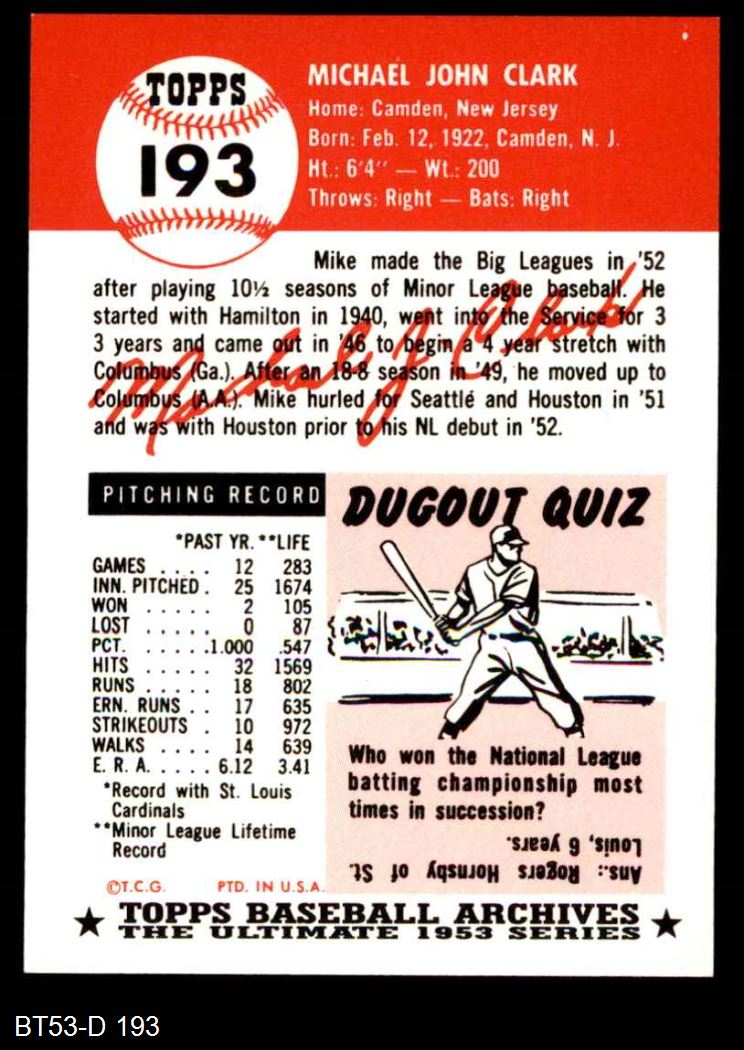 TOPPS
193
MICHAEL JOHN CLARK
Home: Camden, New Jersey
Born: Feb. 12, 1922, Camden, N. J.
Ht.: 6'4" — Wt.: 200
Throws: Right — Bats: Right
Mike made the Big Leagues in '52
after playing 10½ seasons of Minor League baseball. He
started with Hamilton in 1940, went into the Service for 3
3 years and came out in '46 to begin a 4 year stretch with
Columbus (Ga.). After an 18-8 season in '49, he moved up to
Columbus (A.A.). Mike hurled for Seattle and Houston in '51
and was with Houston prior to his NL debut in '52.
Michael J. Clark
PITCHING RECORD
*PAST YR. **LIFE
GAMES . . . . 12 283
INN. PITCHED . 25 1674
WON . . . . . 2 105
LOST . . . . . 0 87
PCT. . . . . .1.000 .547
HITS . . . . . 32 1569
RUNS . . . . . 18 802
ERN. RUNS . . 17 635
STRIKEOUTS . 10 972
WALKS . . . . 14 639
E. R. A. . . . . . 6.12 3.41
*Record with St. Louis
Cardinals
**Minor League Lifetime
Record
DUGOUT QUIZ
Who won the National League
batting championship most
times in succession?
Ans.: Rogers Hornsby of St.
Louis, 6 years.
©T.C.G. PTD. IN U.S.A.
★ TOPPS BASEBALL ARCHIVES ★
THE ULTIMATE 1953 SERIES
BT53-D 193